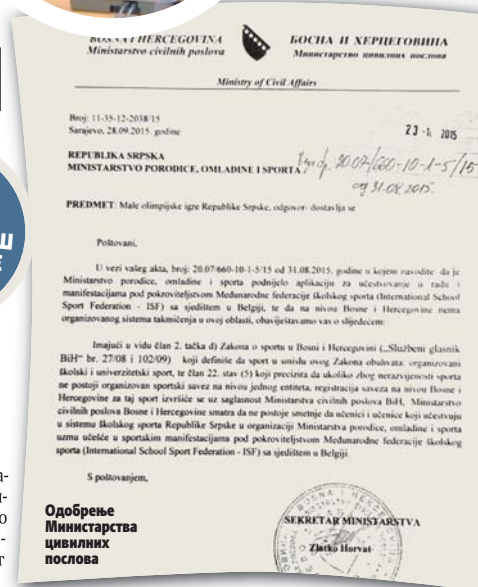 BOSNA I HERCEGOVINA
Ministarstvo civilnih poslova
БОСНА И ХЕРЦЕГОВИНА
Министарство цивилних послова
Ministry of Civil Affairs
Broj: 11-35-12-2038/15
Sarajevo, 28.09.2015. godine
2015
REPUBLIKA SRPSKA
MINISTARSTVO PORODICE, OMLADINE I SPORTA
20.07/660-10-1-5/15
31.08.2015.
PREDMET: Male olimpijske igre Republike Srpske, odgovor- dostavlja se
Poštovani,
U vezi vašeg akta, broj: 20.07/660-10-1-5/15 od 31.08.2015. godine u kojem navodite da je
Ministarstvo porodice, omladine i sporta podnijelo aplikaciju za učestvovanje u radu i
manifestacijama pod pokroviteljstvom Međunarodne federacije školskog sporta (International School
Sport Federation - ISF) sa sjedištem u Belgiji, te da na nivou Bosne i Hercegovine nema
organizovanog sistema takmičenja u ovoj oblasti, obavještavamo vas o slijedećem:
Imajući u vidu član 2. tačka d) Zakona o sportu u Bosni i Hercegovini („Službeni glasnik
BiH“ br. 27/08 i 102/09) koji definiše da sport u smislu ovog Zakona obuhvata: organizovani
školski i univerzitetski sport, te član 22. stav (5) koji precizira da ukoliko zbog nerazvijenosti sporta
ne postoji organizovan sportski savez na nivou jednog entiteta, registracija saveza na nivou Bosne i
Hercegovine za taj sport izvršiće se uz saglasnost Ministarstva civilnih poslova BiH, Ministarstvo
civilnih poslova Bosne i Hercegovine smatra da ne postoje smetnje da učenici i učenice koji učestvuju
u sistemu školskog sporta Republike Srpske u organizaciji Ministarstva porodice, omladine i sporta
uzmu učešće u sportskim manifestacijama pod pokroviteljstvom Međunarodne federacije školskog
sporta (International School Sport Federation - ISF) sa sjedištem u Belgiji.
S poštovanjem,
SEKRETAR MINISTARSTVA
Zlatko Horvat
Одобрење
Министарства
цивилних
послова